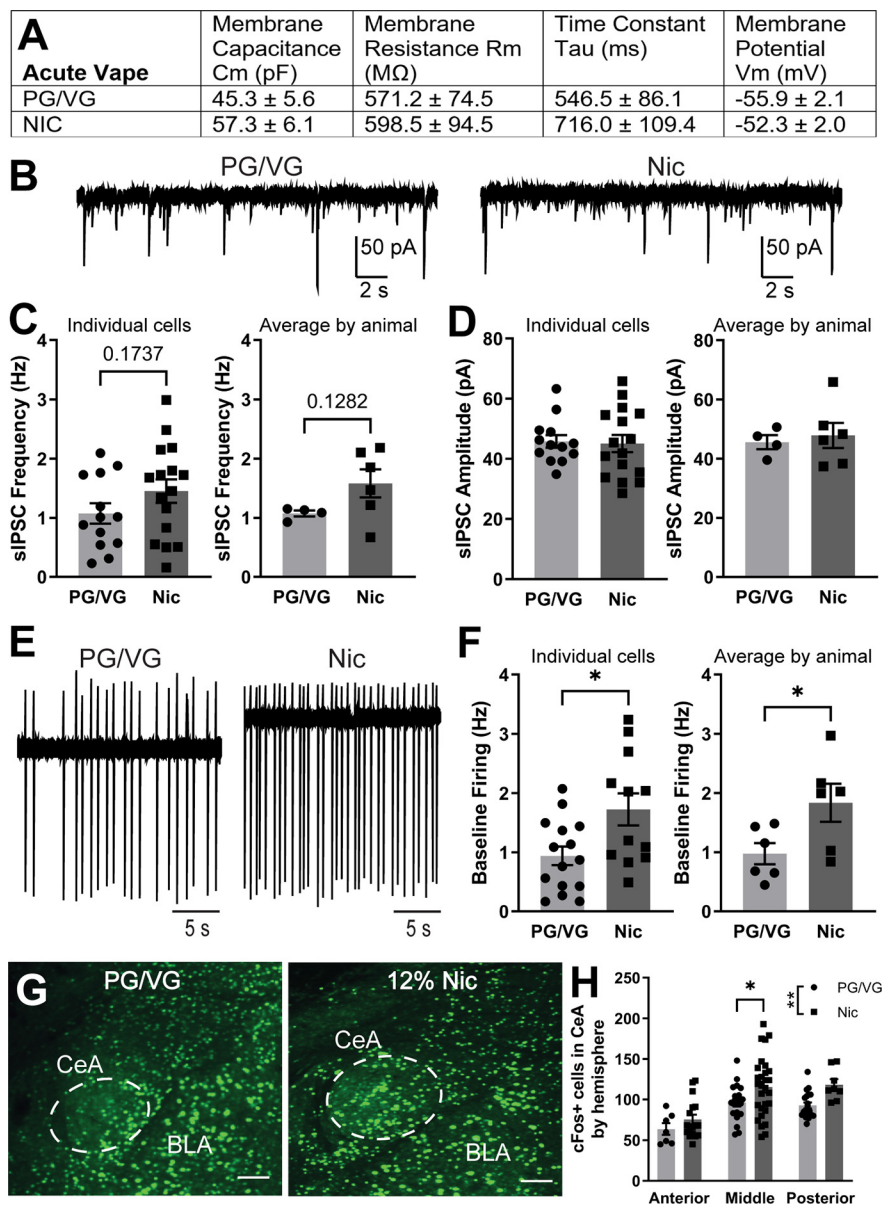 A
Acute Vape
Membrane Capacitance Cm (pF)
Membrane Resistance Rm (MΩ)
Time Constant Tau (ms)
Membrane Potential Vm (mV)
PG/VG 45.3 ± 5.6 571.2 ± 74.5 546.5 ± 86.1 -55.9 ± 2.1
NIC 57.3 ± 6.1 598.5 ± 94.5 716.0 ± 109.4 -52.3 ± 2.0
B
PG/VG
50 pA
2 s
Nic
50 pA
2 s
C
Individual cells
sIPSC Frequency (Hz)
4
3
2
1
0
0.1737
PG/VG Nic
Average by animal
sIPSC Frequency (Hz)
4
3
2
1
0
0.1282
PG/VG Nic
D
Individual cells
sIPSC Amplitude (pA)
80
60
40
20
0
PG/VG Nic
Average by animal
sIPSC Amplitude (pA)
80
60
40
20
0
PG/VG Nic
E
PG/VG
5 s
Nic
5 s
F
Individual cells
Baseline Firing (Hz)
4
3
2
1
0
*
PG/VG Nic
Average by animal
Baseline Firing (Hz)
4
3
2
1
0
*
PG/VG Nic
G
PG/VG
CeA
BLA
12% Nic
CeA
BLA
H
cFos+ cells in CeA
by hemisphere
250
200
150
100
50
0
*
**
PG/VG
Nic
Anterior Middle Posterior